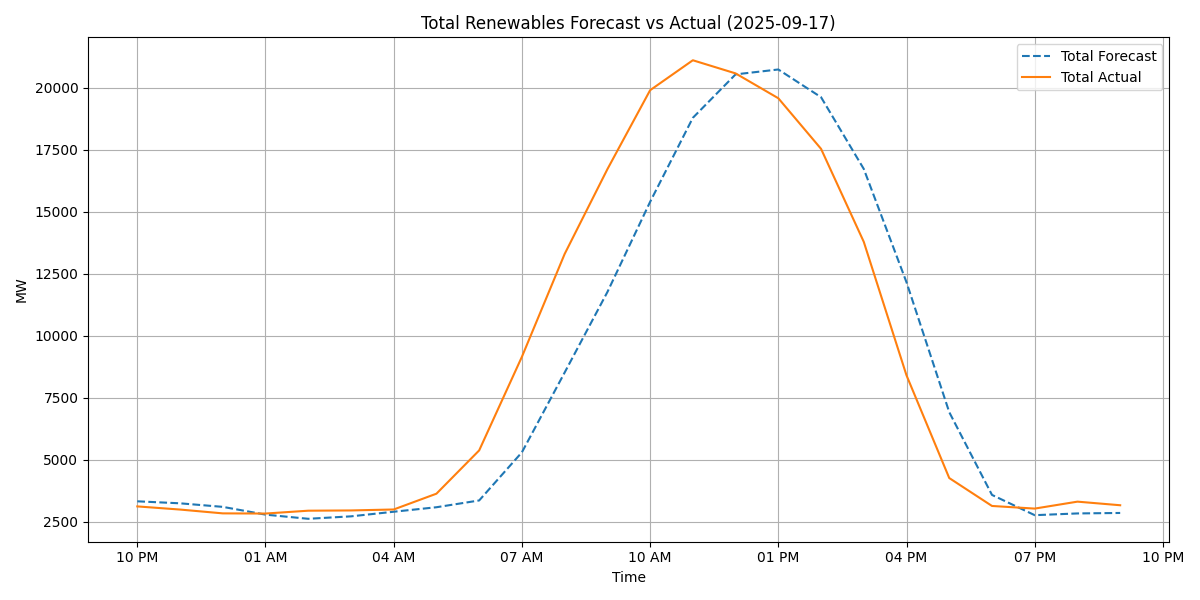 Total Renewables Forecast vs Actual (2025-09-17)
Total Forecast
Total Actual
20000
17500
15000
12500
10000
7500
5000
2500
MW
10 PM
01 AM
04 AM
07 AM
10 AM
01 PM
04 PM
07 PM
10 PM
Time